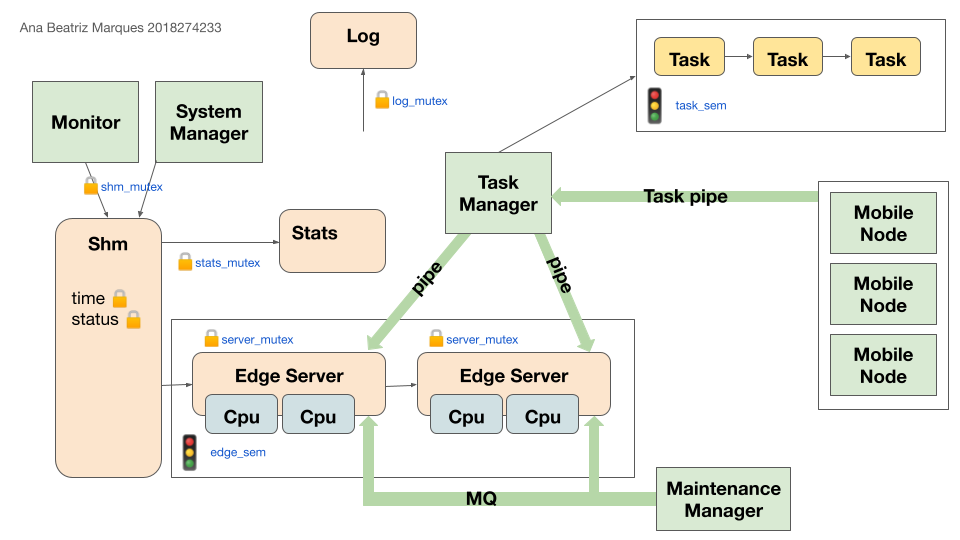 Ana Beatriz Marques 2018274233
Log
log_mutex
Task
Task
Task
task_sem
Monitor
System
Manager
shm_mutex
Task
Manager
Task pipe
Mobile
Node
Mobile
Node
Mobile
Node
Shm
time
status
Stats
stats_mutex
pipe
pipe
server_mutex
server_mutex
Edge Server
Edge Server
Cpu
Cpu
Cpu
Cpu
edge_sem
MQ
Maintenance
Manager